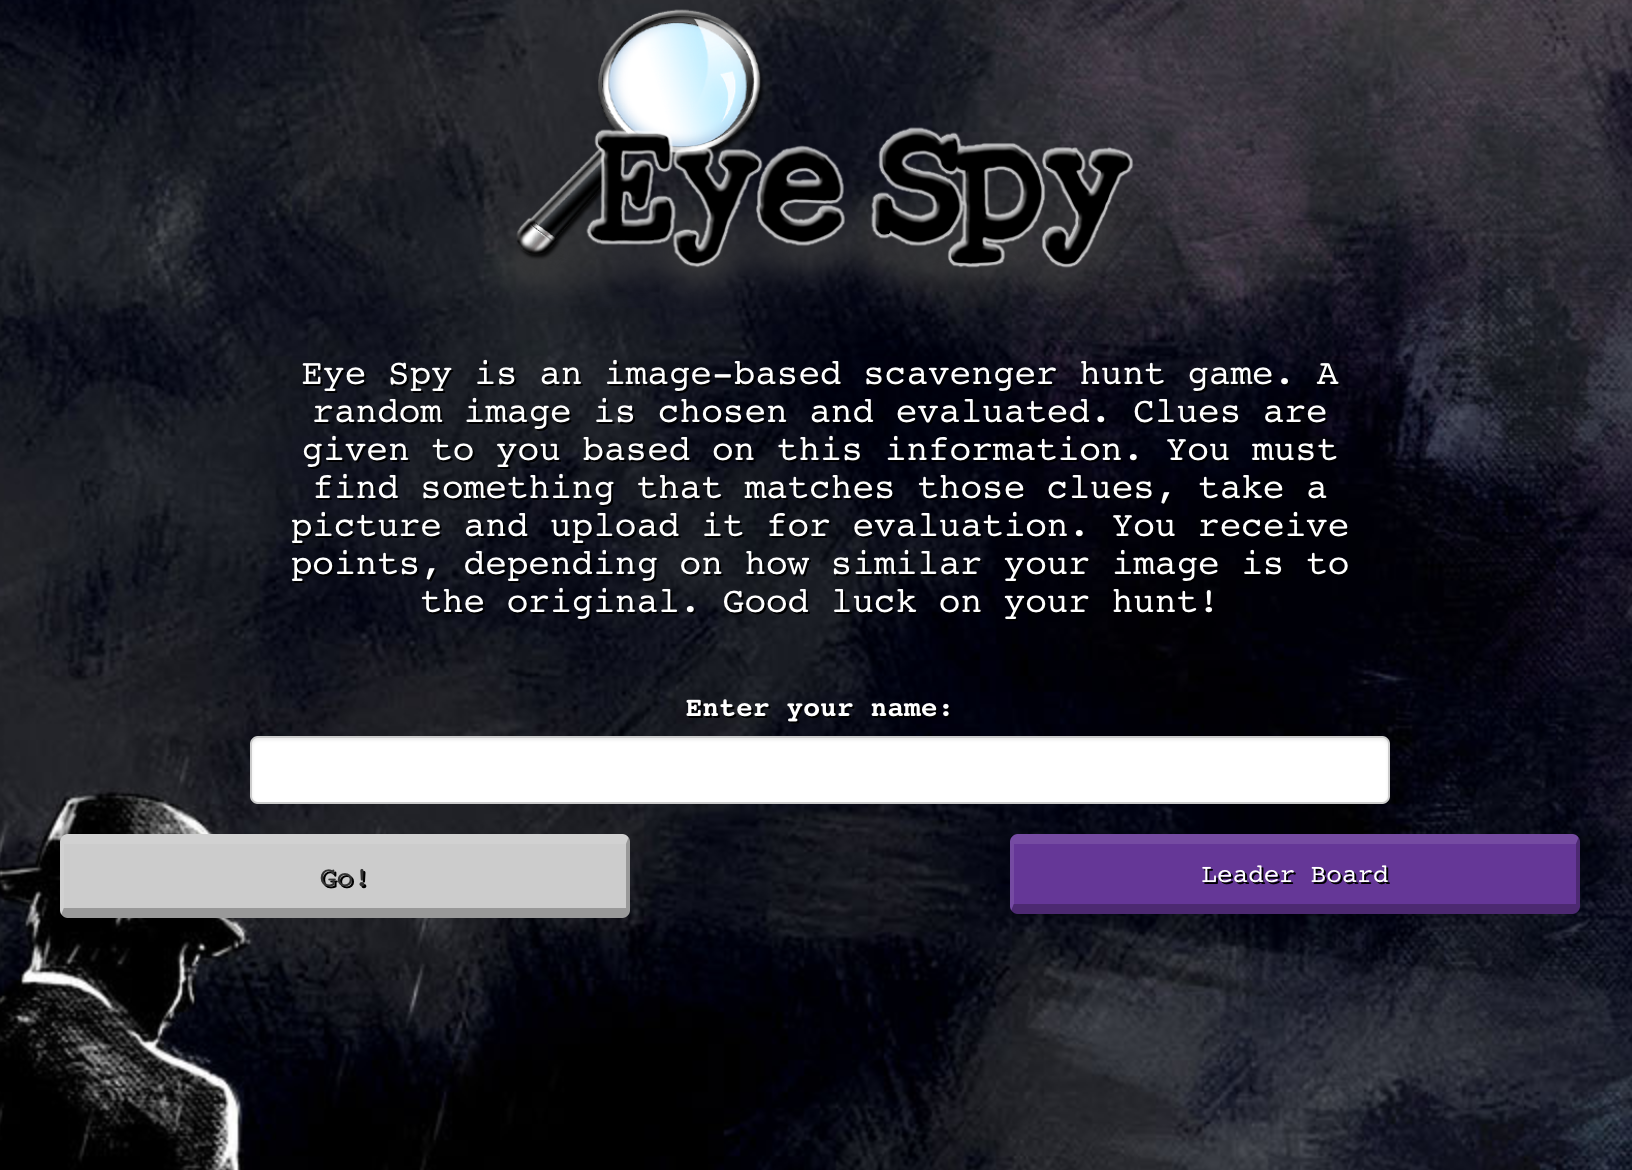 Eye Spy
Eye Spy is an image-based scavenger hunt game. A
random image is chosen and evaluated. Clues are
given to you based on this information. You must
find something that matches those clues, take a
picture and upload it for evaluation. You receive
points, depending on how similar your image is to
the original. Good luck on your hunt!
Enter your name:
Go!
Leader Board